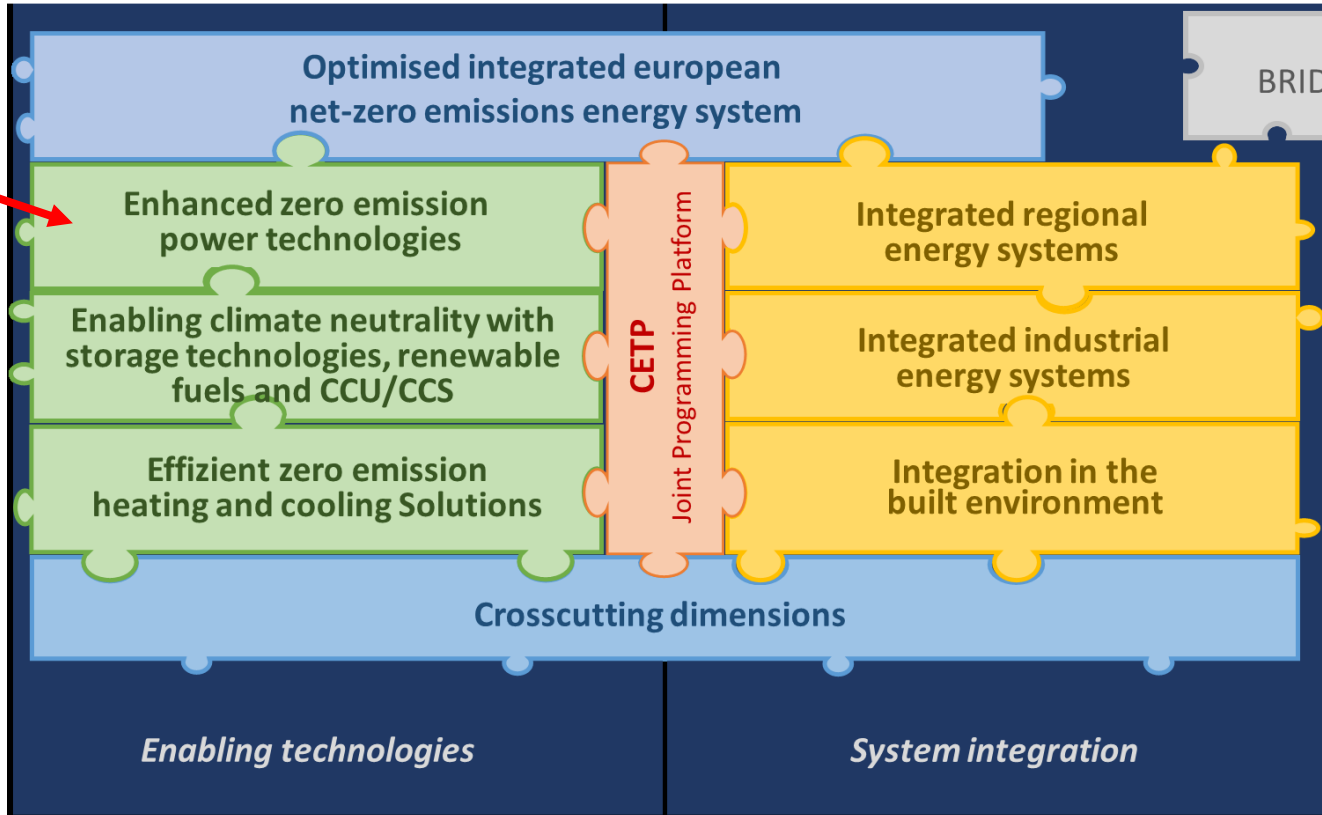 Optimised integrated european
net-zero emissions energy system
BRID
Enhanced zero emission
power technologies
Enabling climate neutrality with
storage technologies, renewable
fuels and CCU/CCS
Effizient zero emission
heating and cooling Solutions
CETP
Joint Programming Platform
Integrated regional
energy systems
Integrated industrial
energy systems
Integration in the
built environment
Crosscutting dimensions
Enabling technologies
System integration